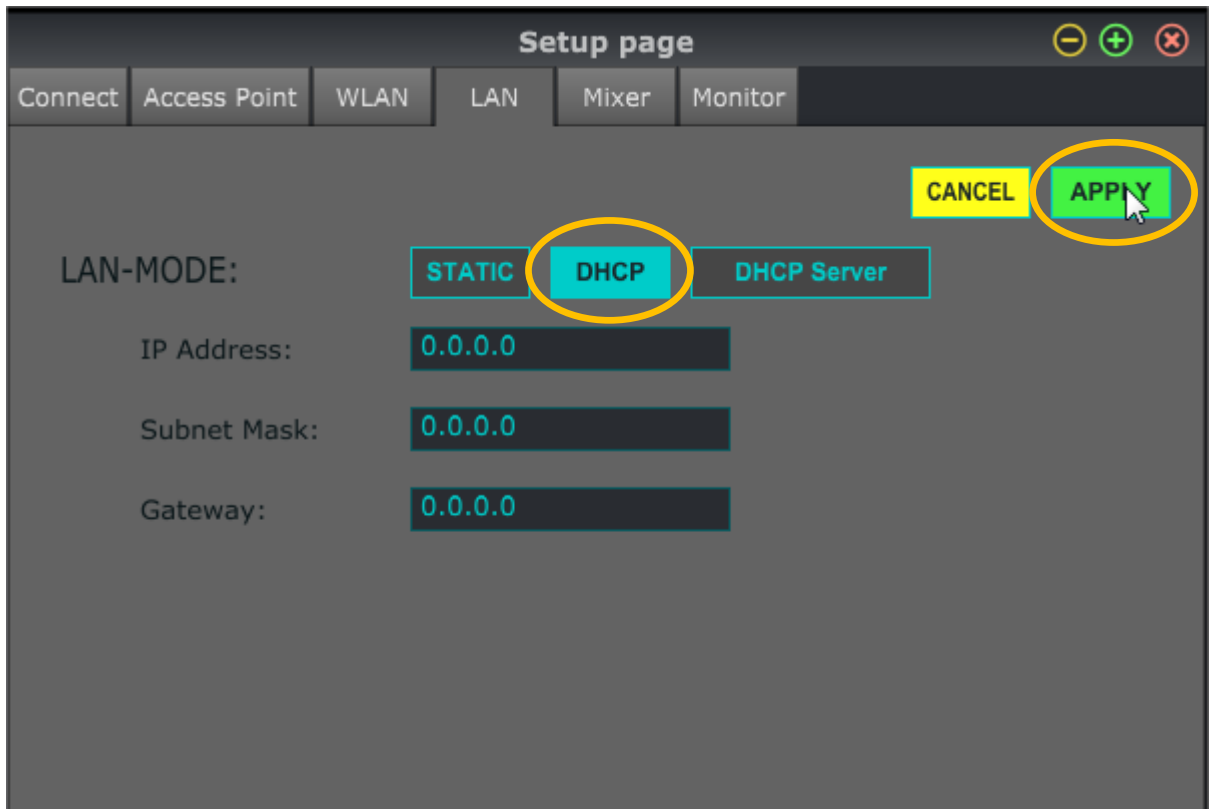 Setup page
Connect Access Point WLAN LAN Mixer Monitor
CANCEL APPLY
LAN-MODE: STATIC DHCP DHCP Server
IP Address: 0.0.0.0
Subnet Mask: 0.0.0.0
Gateway: 0.0.0.0